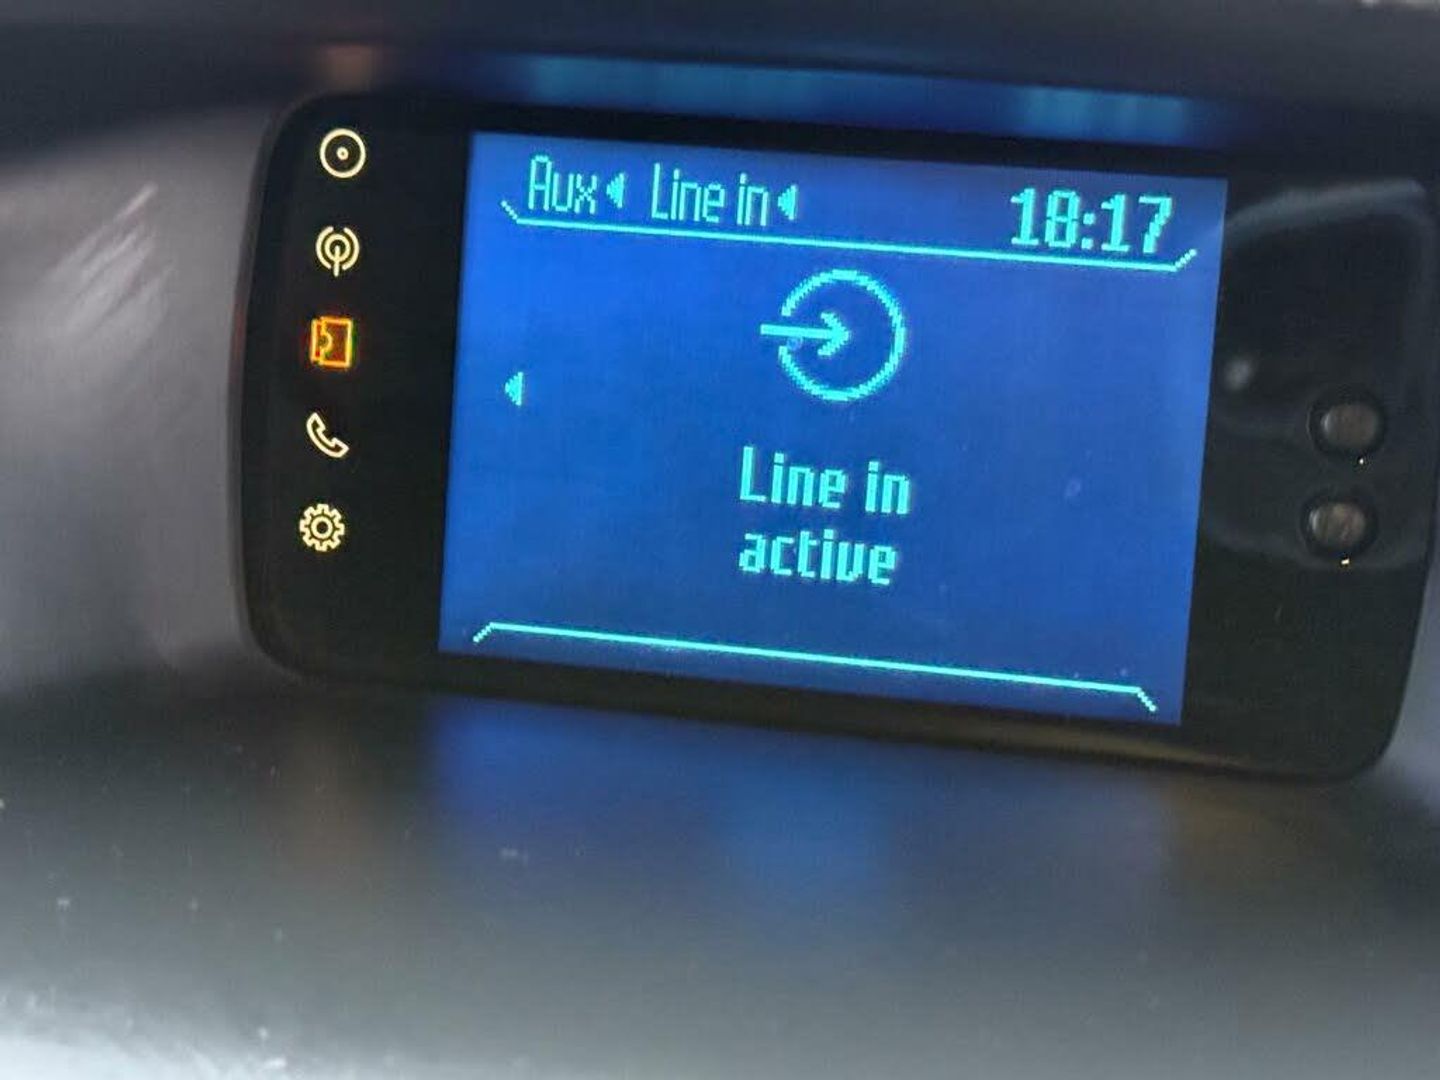 Aux Line in 18:17
Line in
active